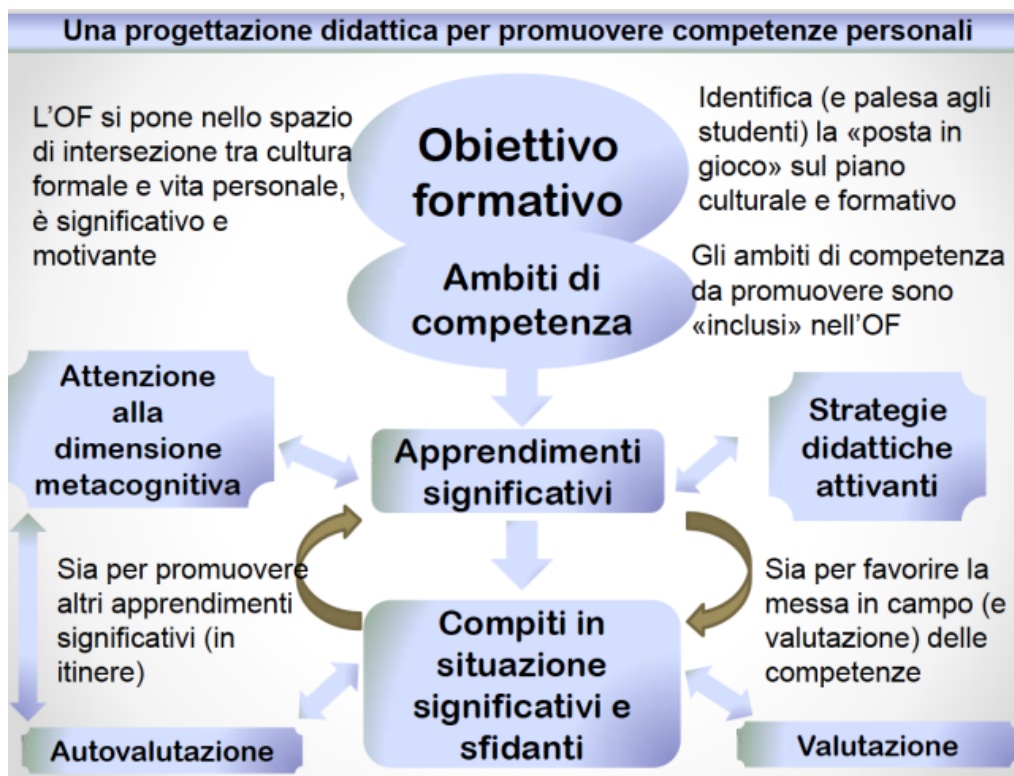 Una progettazione didattica per promuovere competenze personali
L'OF si pone nello spazio
di intersezione tra cultura
formale e vita personale,
è significativo e
motivante
Obiettivo
formativo
Identifica (e palesa agli
studenti) la «posta in
gioco» sul piano
culturale e formativo
Ambiti di
competenza
Gli ambiti di competenza
da promuovere sono
«inclusi» nell'OF
Attenzione
alla
dimensione
metacognitiva
Apprendimenti
significativi
Strategie
didattiche
attivanti
Sia per promuovere
altri apprendimenti
significativi (in
itinere)
Compiti in
situazione
significativi e
sfidanti
Sia per favorire la
messa in campo (e
valutazione) delle
competenze
Autovalutazione
Valutazione